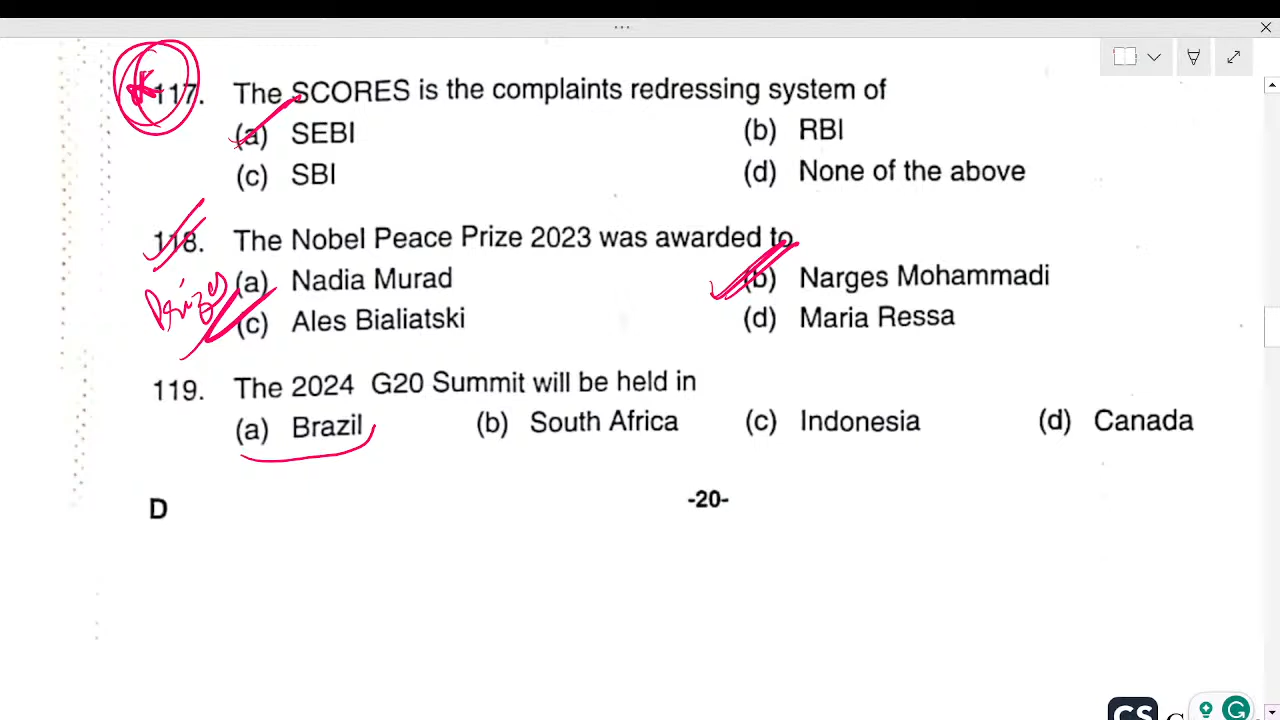 117. The SCORES is the complaints redressing system of
(a) SEBI (b) RBI
(c) SBI (d) None of the above
118. The Nobel Peace Prize 2023 was awarded to
(a) Nadia Murad (b) Narges Mohammadi
Prizes
(c) Ales Bialiatski (d) Maria Ressa
119. The 2024 G20 Summit will be held in
(a) Brazil (b) South Africa (c) Indonesia (d) Canada
D -20-
CS